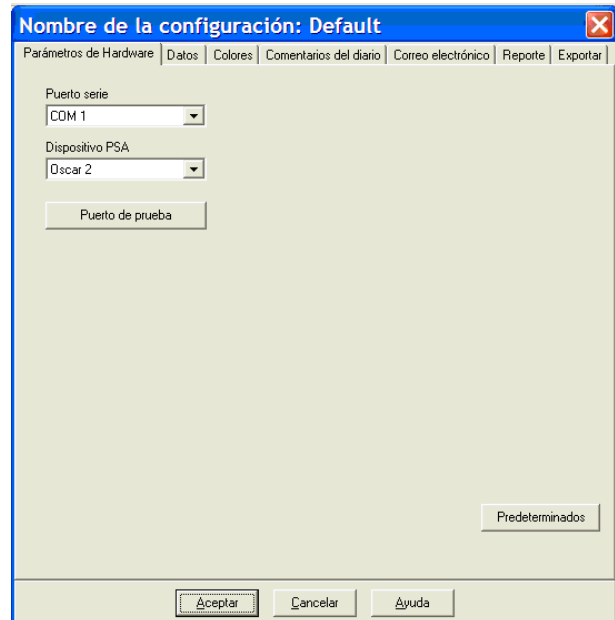 Nombre de la configuración: Default
Parámetros de Hardware Datos Colores Comentarios del diario Correo electrónico Reporte Exportar
Puerto serie
COM 1
Dispositivo PSA
Oscar 2
Puerto de prueba
Predeterminados
Aceptar Cancelar Ayuda